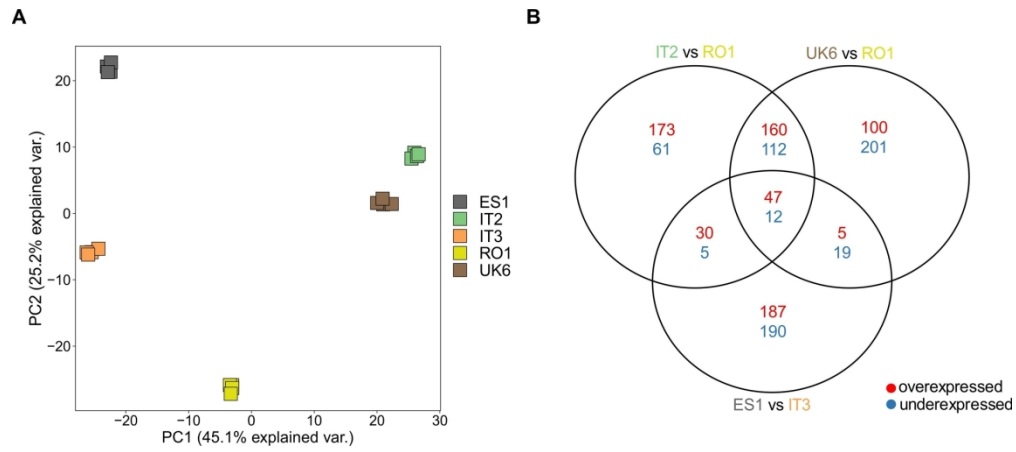 A
20
10
0
−10
−20
PC2 (25.2% explained var.)
−20
−10
0
10
20
30
PC1 (45.1% explained var.)
ES1
IT2
IT3
RO1
UK6
B
IT2 vs RO1
UK6 vs RO1
173
61
160
112
100
201
47
12
30
5
5
19
187
190
ES1 vs IT3
overexpressed
underexpressed